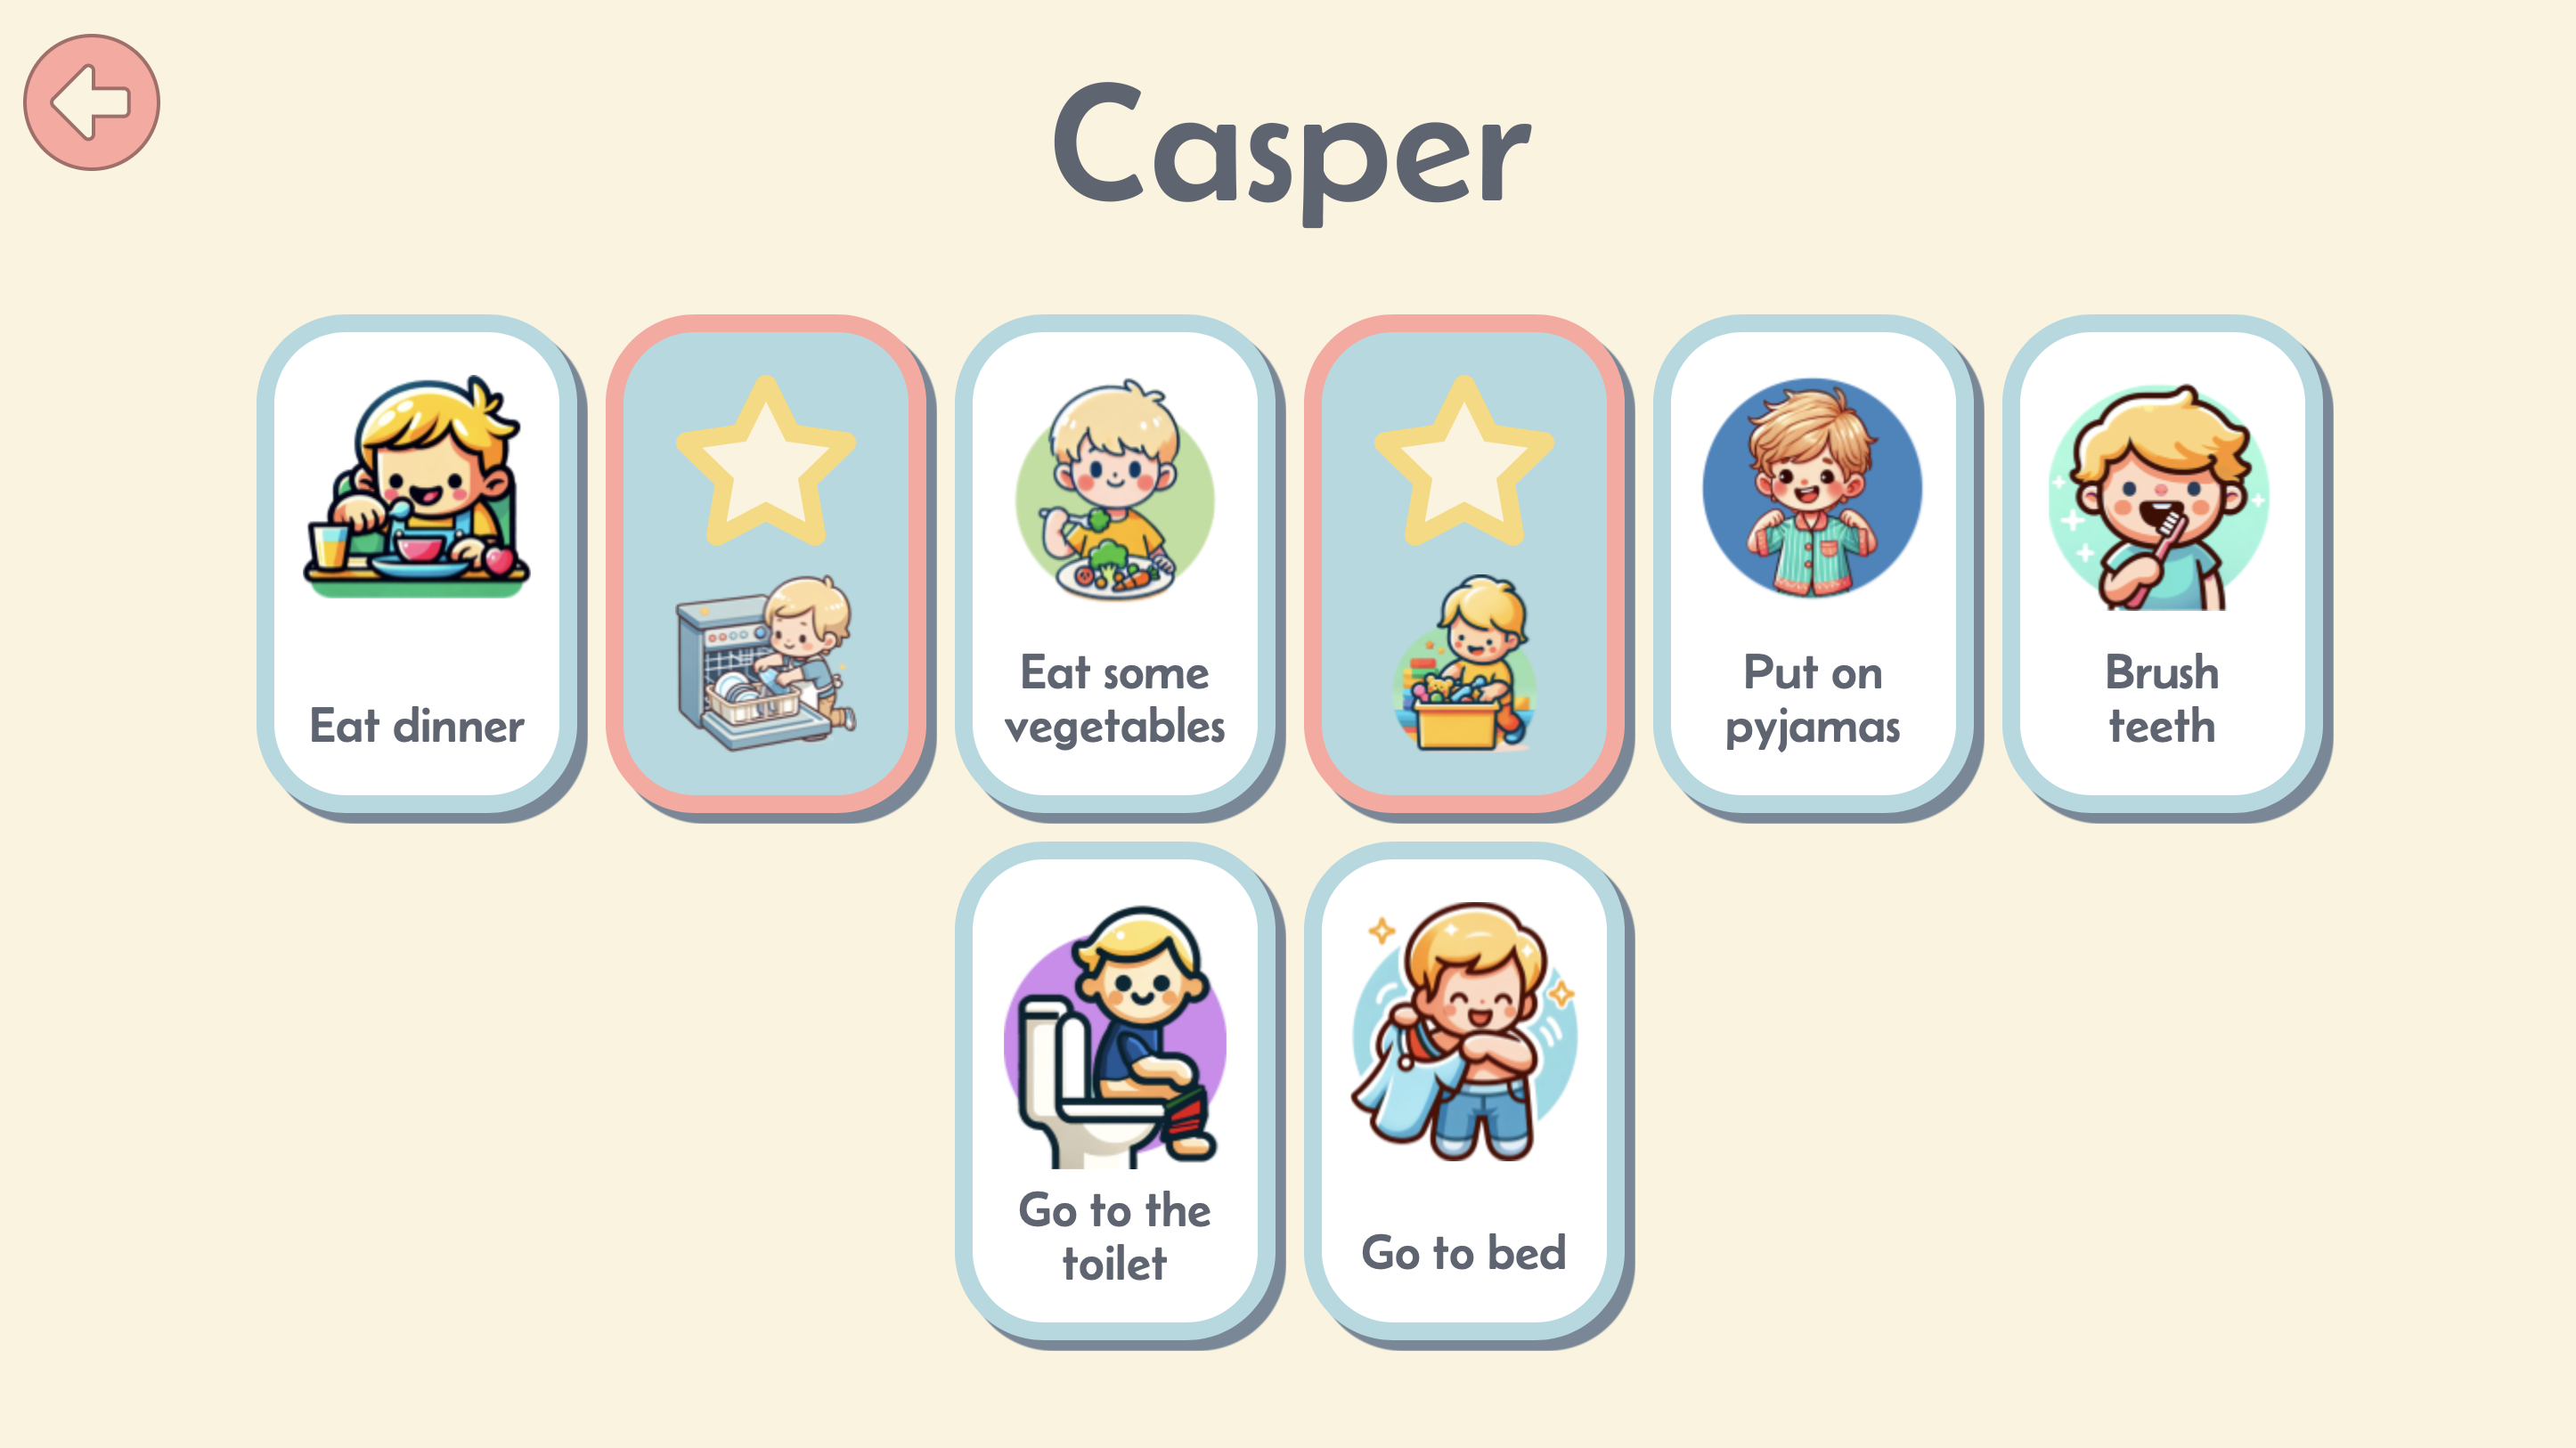 Casper
Eat dinner
Eat some
vegetables
Put on
pyjamas
Brush
teeth
Go to the
toilet
Go to bed